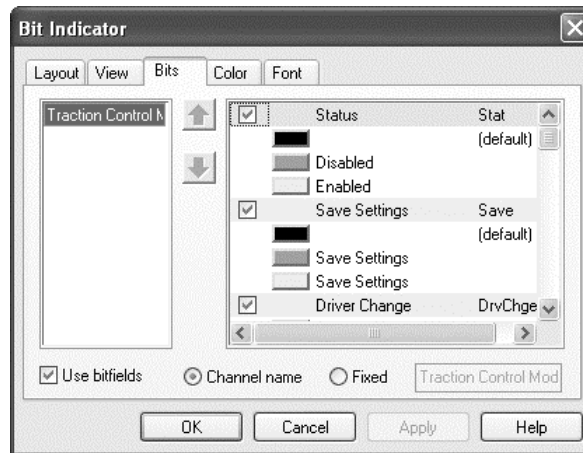 Bit Indicator
Layout View Bits Color Font
Traction Control M
Status Stat
(default)
Disabled
Enabled
Save Settings Save
(default)
Save Settings
Save Settings
Driver Change DrvChge
Use bitfields Channel name Fixed Traction Control Mod
OK Cancel Apply Help